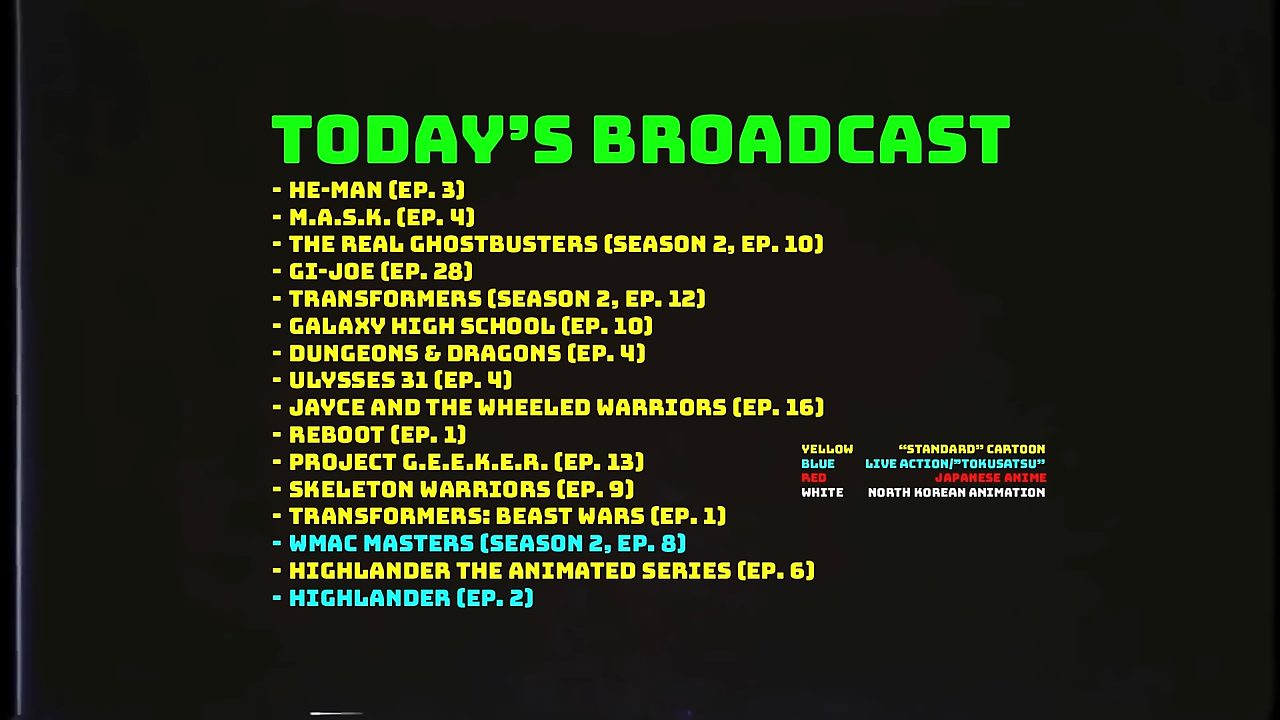 TODAY'S BROADCAST
- HE-MAN (EP. 3)
- M.A.S.K. (EP. 4)
- THE REAL GHOSTBUSTERS (SEASON 2, EP. 10)
- GI-JOE (EP. 28)
- TRANSFORMERS (SEASON 2, EP. 12)
- GALAXY HIGH SCHOOL (EP. 10)
- DUNGEONS & DRAGONS (EP. 4)
- ULYSSES 31 (EP. 4)
- JAYCE AND THE WHEELED WARRIORS (EP. 16)
- REBOOT (EP. 1)
- PROJECT G.E.E.K.E.R. (EP. 13)
- SKELETON WARRIORS (EP. 9)
- TRANSFORMERS: BEAST WARS (EP. 1)
- WMAC MASTERS (SEASON 2, EP. 8)
- HIGHLANDER THE ANIMATED SERIES (EP. 6)
- HIGHLANDER (EP. 2)
YELLOW “STANDARD” CARTOON
BLUE LIVE ACTION/”TOKUSATSU”
RED JAPANESE ANIME
WHITE NORTH KOREAN ANIMATION